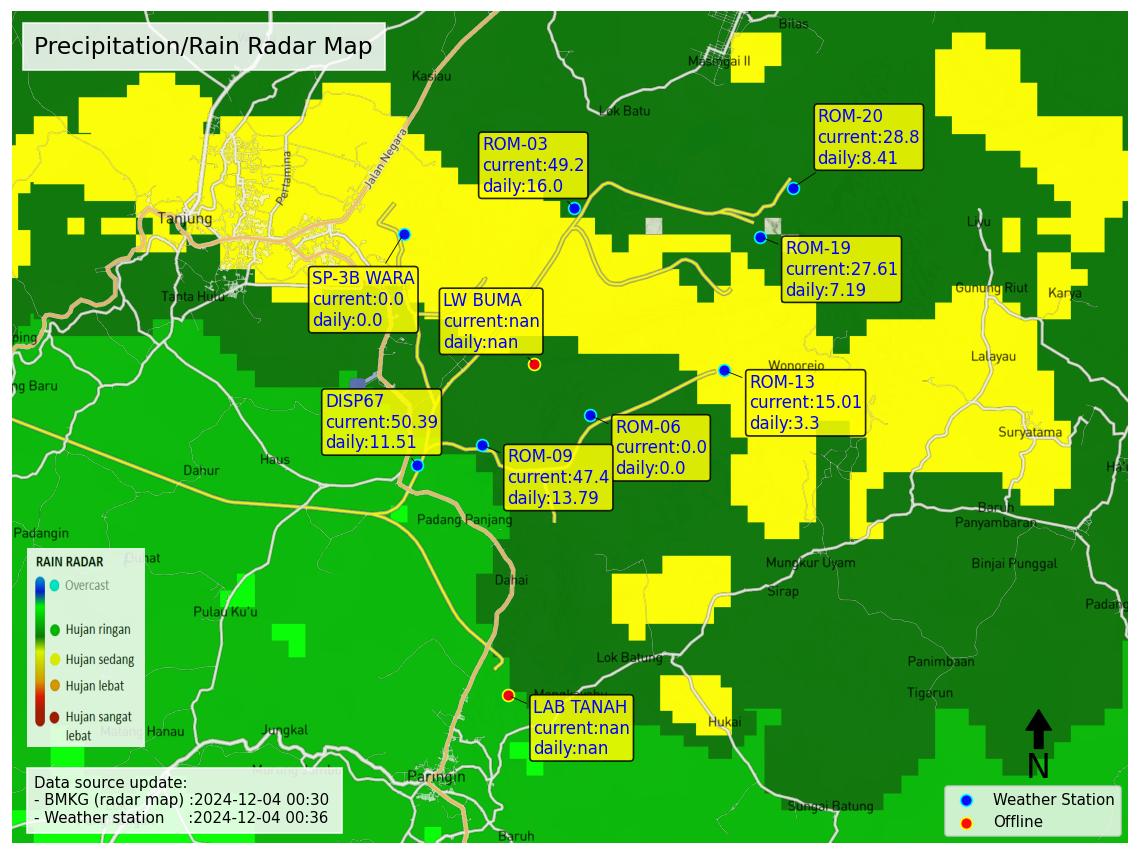 Precipitation/Rain Radar Map
Bilas
Masingai II
Kasiau
Lok Batu
ROM-20
current:28.8
daily:8.41
ROM-03
current:49.2
daily:16.0
Jalan Negara
Pertamina
Tanjung
Liyu
ROM-19
current:27.61
daily:7.19
SP-3B WARA
current:0.0
daily:0.0
LW BUMA
current:nan
daily:nan
Tanta Hulu
Gunung Riut
Karya
ping
Lalayau
Wonorejo
ng Baru
ROM-13
current:15.01
daily:3.3
DISP67
current:50.39
daily:11.51
ROM-06
current:0.0
daily:0.0
Suryatama
ROM-09
current:47.4
daily:13.79
Haus
Dahur
Ha
Padang Panjang
Baruh
Panyambaran
Padangin
Mungkur Uyam
Binjai Punggal
RAIN RADAR
Overcast
Hujan ringan
Hujan sedang
Hujan lebat
Hujan sangat
lebat
Dahai
Sirap
Pulau Ku'u
Padang
Lok Batung
Panimbaan
Tigarun
LAB TANAH
current:nan
daily:nan
Hukai
Manau
Jungkal
N
Paringin
Data source update:
- BMKG (radar map) :2024-12-04 00:30
- Weather station :2024-12-04 00:36
Sungai Batung
Weather Station
Offline
Baruh